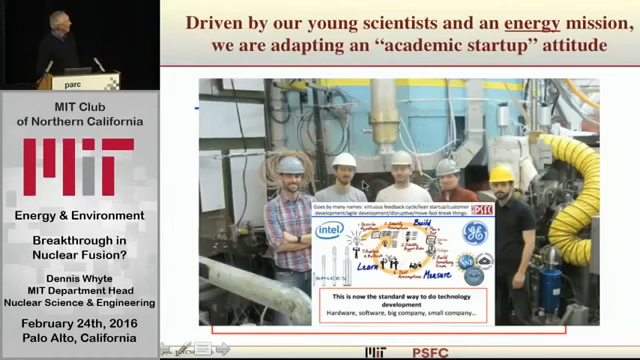 Driven by our young scientists and an energy mission,
we are adapting an “academic startup” attitude
parc
MIT Club
of Northern California
MiT
Energy & Environment
Breakthrough in
Nuclear Fusion?
Dennis Whyte
MIT Department Head
Nuclear Science & Engineering
February 24th, 2016
Palo Alto, California
Goes by many names: virtuous feedback cycle/lean startup/customer
development/agile development/disruptive/move-fast-break things.
PSFC
intel
Build
Learn
Measure
SPACEX
This is now the standard way to do technology
development
Hardware, software, big company, small company...
PSFC